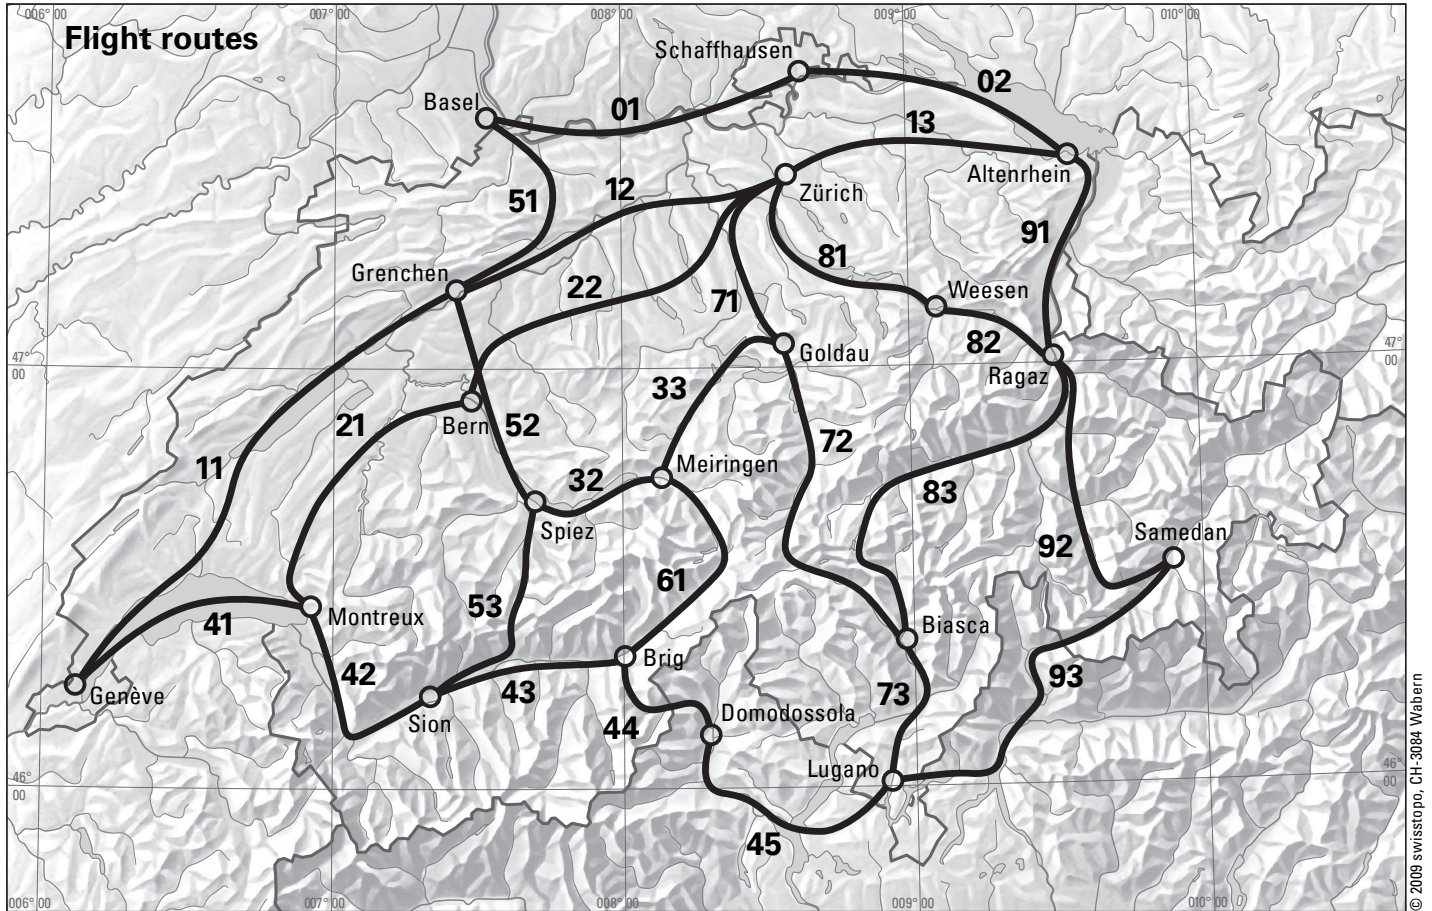 006° 00
007° 00
008° 00
009° 00
010° 00
Flight routes
Schaffhausen
02
Basel
01
13
Altenrhein
Zürich
12
51
91
81
Grenchen
22
Weesen
71
82
47°
00
47°
00
Goldau
Ragaz
33
21
Bern
52
72
11
Meiringen
32
83
Spiez
92
Samedan
61
53
Montreux
41
Biasca
Brig
42
43
93
Genève
73
Sion
44
Domodossola
Lugano
46°
00
46°
00
45
006° 00
007° 00
008° 00
009° 00
010° 00
© 2009 swisstopo, CH-3084 Wabern